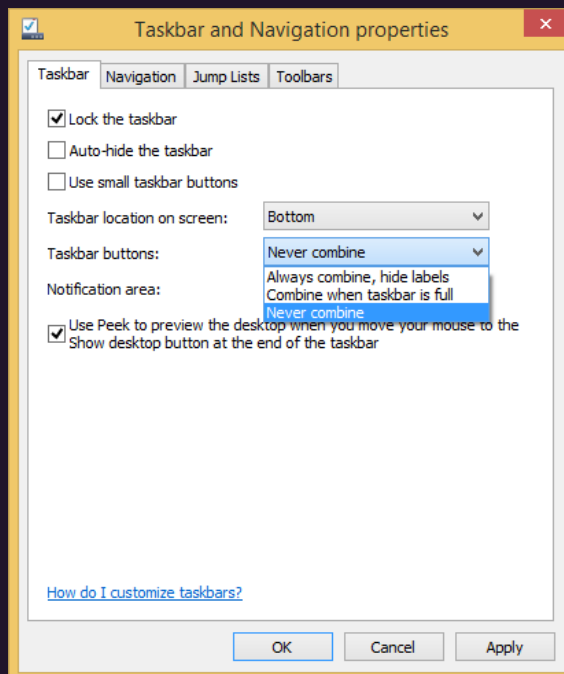 Taskbar and Navigation properties
Taskbar Navigation Jump Lists Toolbars
Lock the taskbar
Auto-hide the taskbar
Use small taskbar buttons
Taskbar location on screen: Bottom
Taskbar buttons: Never combine
Always combine, hide labels
Combine when taskbar is full
Notification area:
Never combine
Use Peek to preview the desktop when you move your mouse to the
Show desktop button at the end of the taskbar
How do I customize taskbars?
OK Cancel Apply